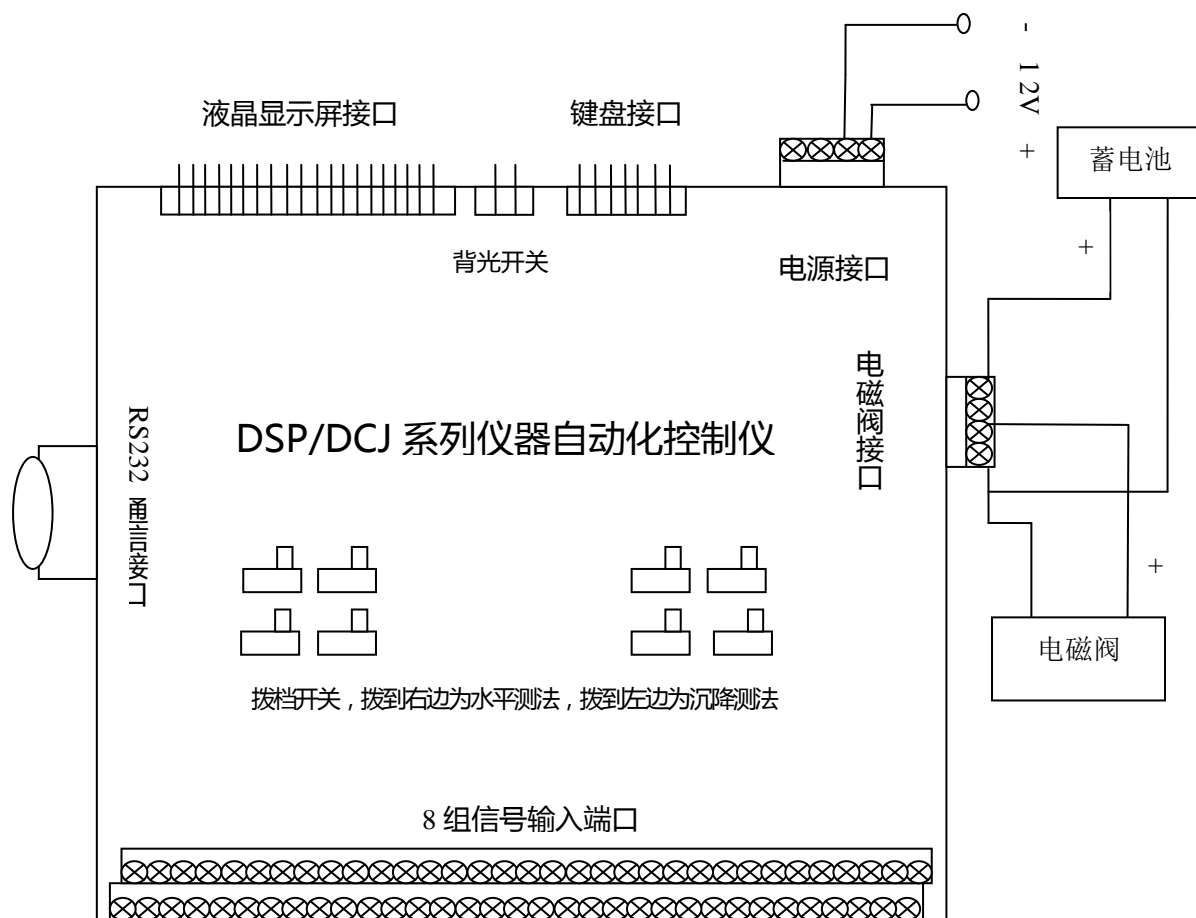 - 12V +
液晶显示屏接口
键盘接口
蓄电池
+
背光开关
电源接口
电磁阀接口
RS232 通信接口
DSP/DCJ 系列仪器自动化控制仪
+
电磁阀
拨档开关，拨到右边为水平测法，拨到左边为沉降测法
8 组信号输入端口